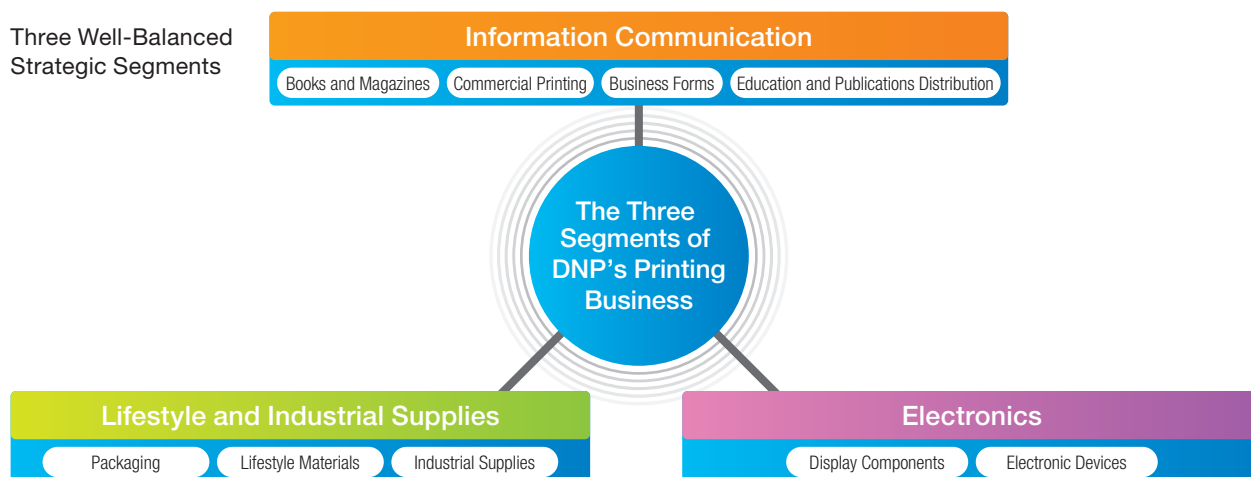 Three Well-Balanced
Strategic Segments
Information Communication
Books and Magazines Commercial Printing Business Forms Education and Publications Distribution
The Three
Segments of
DNP’s Printing
Business
Lifestyle and Industrial Supplies
Packaging Lifestyle Materials Industrial Supplies
Electronics
Display Components Electronic Devices